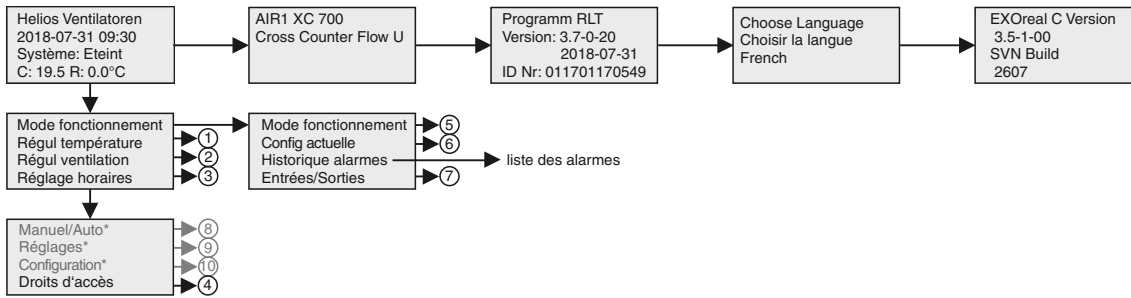 Helios Ventilatoren
2018-07-31 09:30
Système: Eteint
C: 19.5 R: 0.0°C
AIR1 XC 700
Cross Counter Flow U
Programm RLT
Version: 3.7-0-20
2018-07-31
ID Nr: 011701170549
Choose Language
Choisir la langue
French
EXOreal C Version
3.5-1-00
SVN Build
2607
Mode fonctionnement
Régul température 1
Régul ventilation 2
Réglage horaires 3
Mode fonctionnement 5
Config actuelle 6
Historique alarmes liste des alarmes
Entrées/Sorties 7
Manuel/Auto* 8
Réglages* 9
Configuration* 10
Droits d‘accès 4